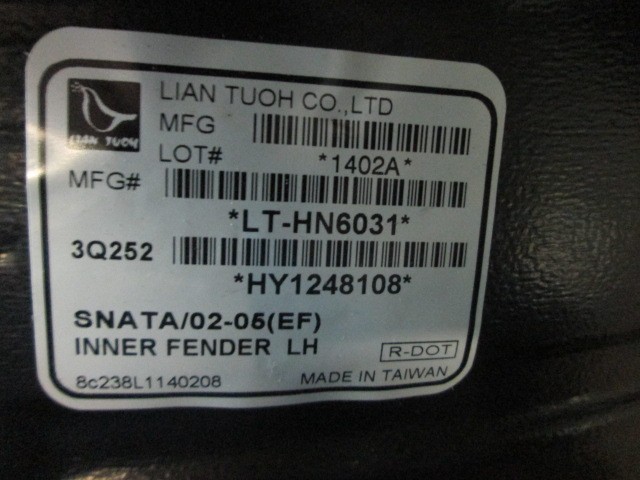 LIAN TUOH
LIAN TUOH CO.,LTD
MFG
LOT#
*1402A*
MFG#
*LT-HN6031*
3Q252
*HY1248108*
SNATA/02-05(EF)
INNER FENDER LH
R-DOT
8c238L1140208
MADE IN TAIWAN